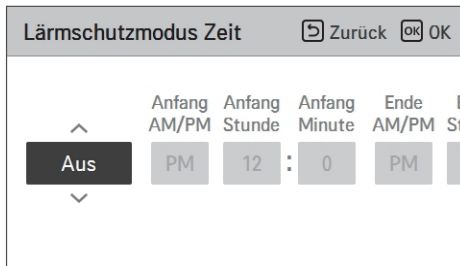 Lärmschutzmodus Zeit Zurück OK OK
Anfang Anfang Anfang Ende
AM/PM Stunde Minute AM/PM
Aus PM 12 : 0 PM